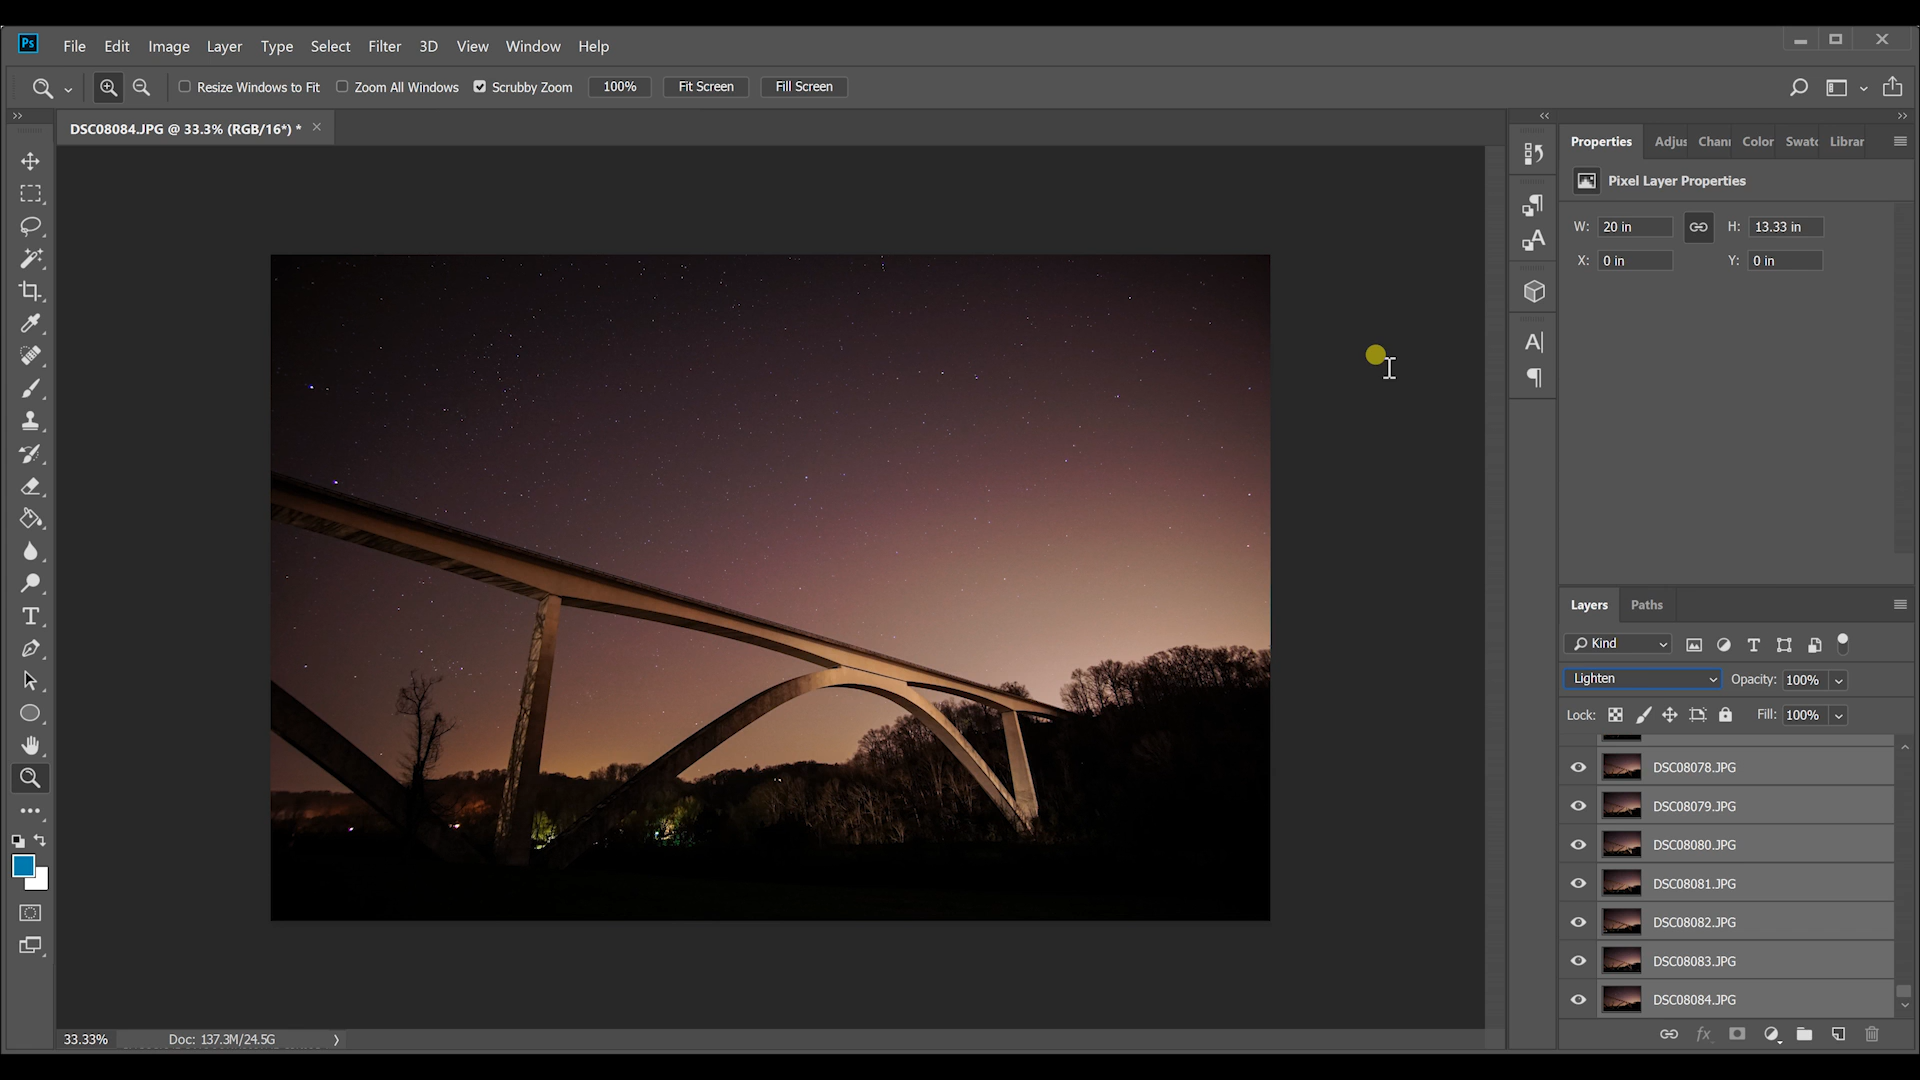 Ps File Edit Image Layer Type Select Filter 3D View Window Help
Resize Windows to Fit Zoom All Windows Scrubby Zoom 100% Fit Screen Fill Screen
DSC08084.JPG @ 33.3% (RGB/16*) *
Properties Adjus Chann Color Swatc Librar
Pixel Layer Properties
W: 20 in H: 13.33 in
X: 0 in Y: 0 in
Layers Paths
Kind
Lighten Opacity: 100%
Lock: Fill: 100%
DSC08078.JPG
DSC08079.JPG
DSC08080.JPG
DSC08081.JPG
DSC08082.JPG
DSC08083.JPG
DSC08084.JPG
33.33% Doc: 137.3M/24.5G